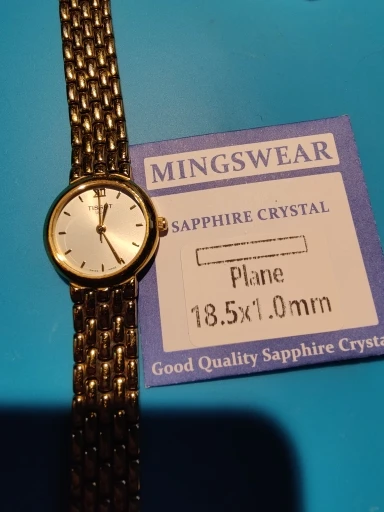 TISSOT
MINGSWEAR
SAPPHIRE CRYSTAL
Plane
18.5x1.0mm
Good Quality Sapphire Crysta